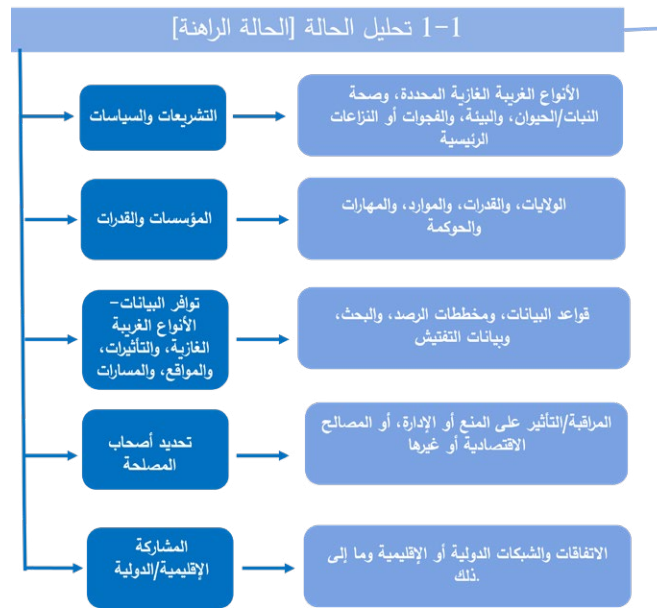 1-1 تحليل الحالة [الحالة الراهنة]
التشريعات والسياسات
الأنواع الغريبة الغازية المحددة، وصحة
النبات/الحيوان، والبيئة، والفجوات أو النزاعات
الرئيسية
المؤسسات والقدرات
الولايات، والقدرات، والموارد، والمهارات
والحوكمة
توافر البيانات–
الأنواع الغريبة
الغازية، والتأثيرات،
والمواقع، والمسارات
قواعد البيانات، ومخططات الرصد، والبحث،
وبيانات التفتيش
تحديد أصحاب
المصلحة
المراقبة/التأثير على المنع أو الإدارة، أو المصالح
الاقتصادية أو غيرها
المشاركة
الإقليمية/الدولية
الاتفاقات والشبكات الدولية أو الإقليمية وما إلى
ذلك.